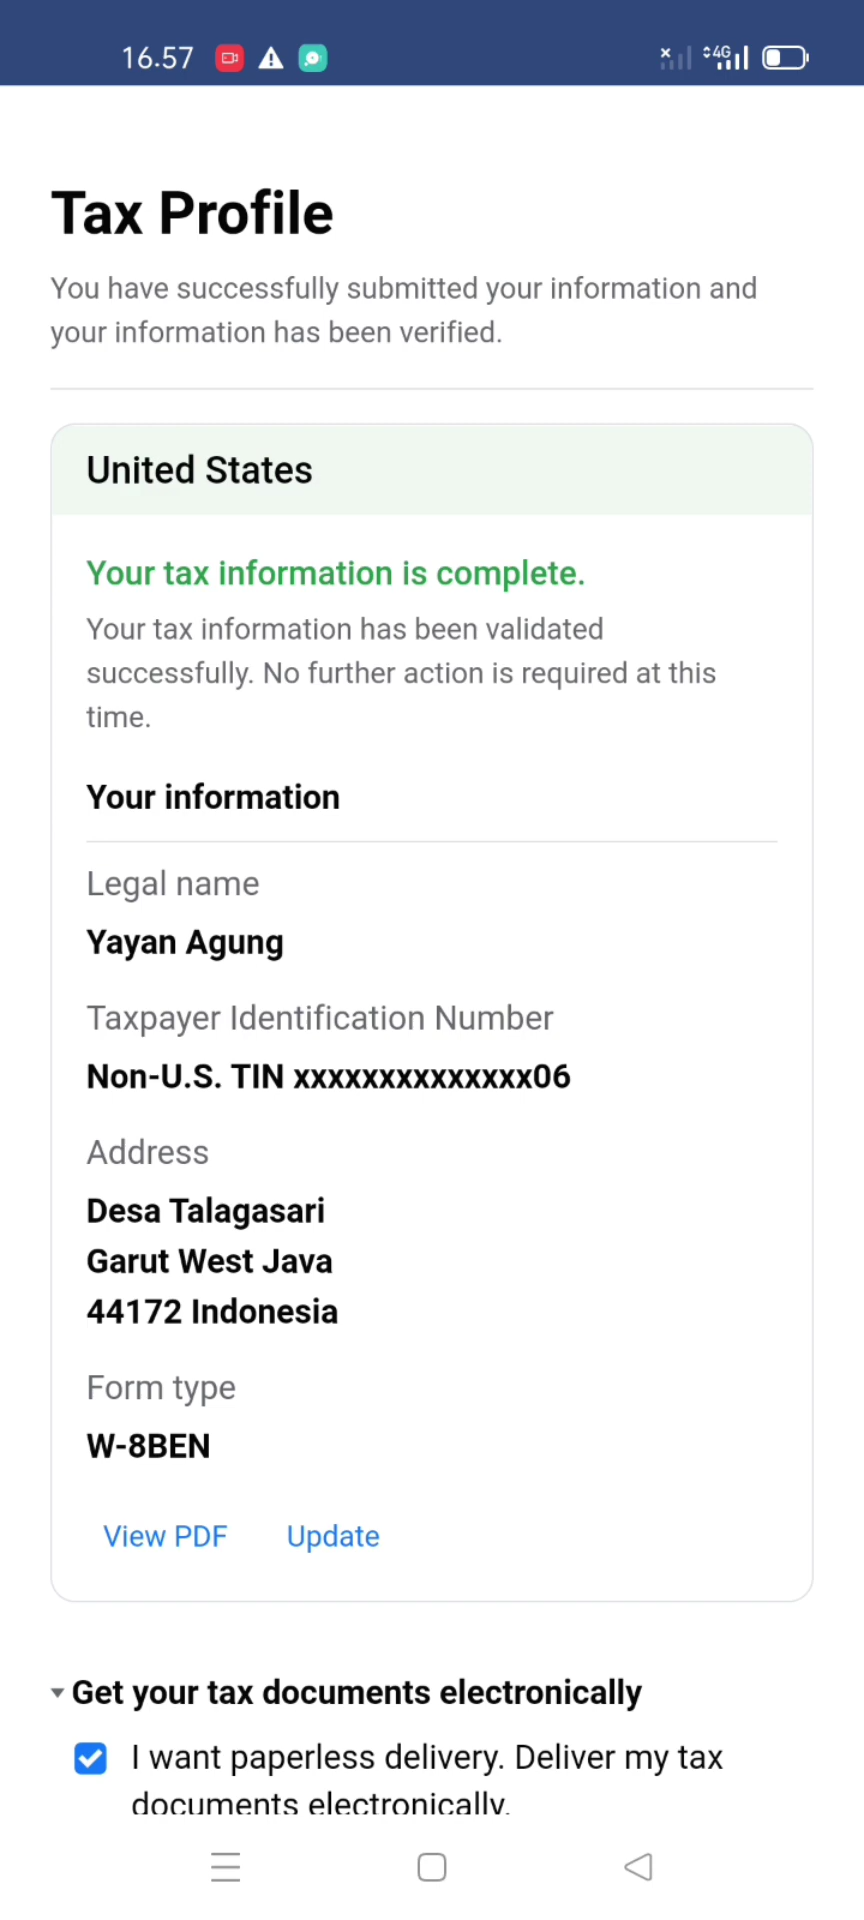 16.57
4G
Tax Profile
You have successfully submitted your information and
your information has been verified.
United States
Your tax information is complete.
Your tax information has been validated
successfully. No further action is required at this
time.
Your information
Legal name
Yayan Agung
Taxpayer Identification Number
Non-U.S. TIN xxxxxxxxxxxxxx06
Address
Desa Talagasari
Garut West Java
44172 Indonesia
Form type
W-8BEN
View PDF Update
Get your tax documents electronically
I want paperless delivery. Deliver my tax
documents electronically.